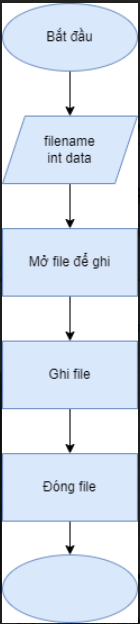 Bắt đầu
filename
int data
Mở file để ghi
Ghi file
Đóng file